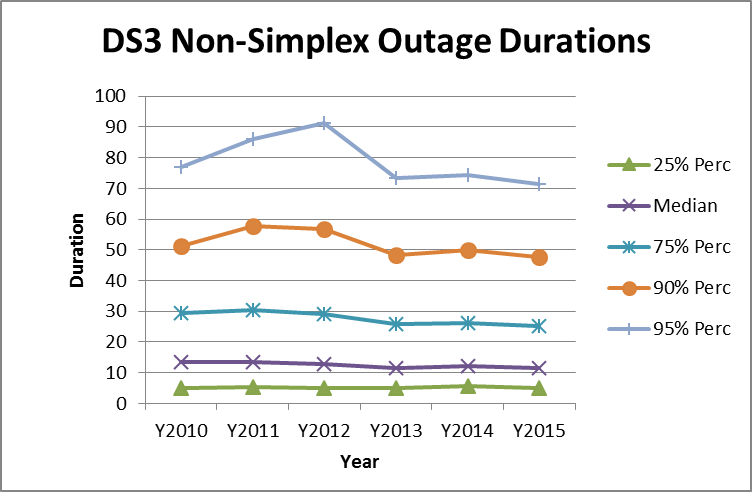 DS3 Non-Simplex Outage Durations
100
90
80
70
60
50
40
30
20
10
0
Duration
Y2010 Y2011 Y2012 Y2013 Y2014 Y2015
Year
25% Perc
Median
75% Perc
90% Perc
95% Perc